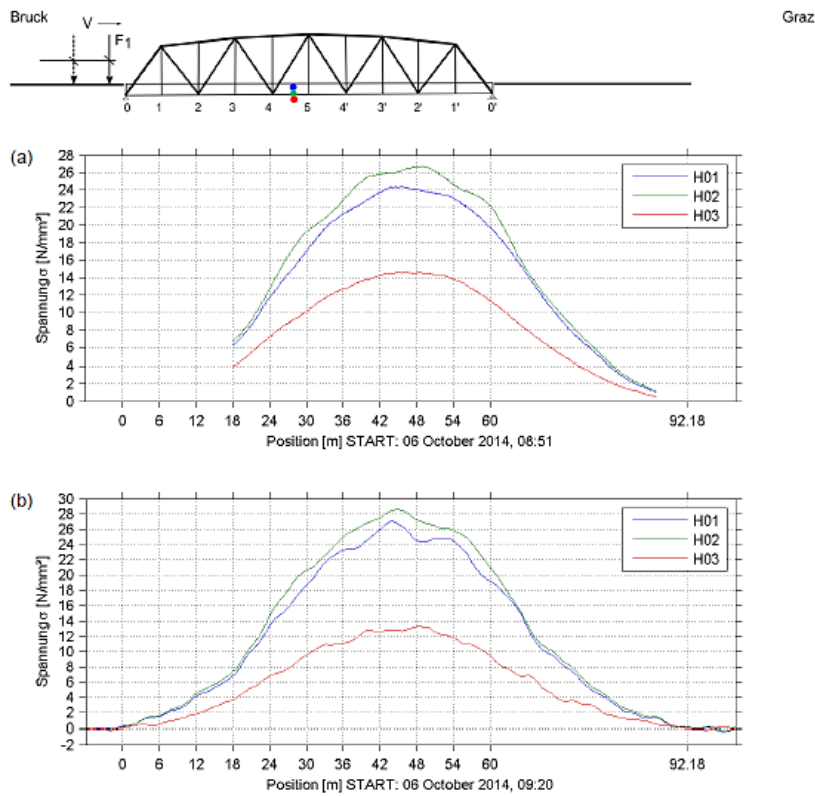 Bruck
Graz
V
F1
0 1 2 3 4 5 4' 3' 2' 1' 0'
(a)
Spannung σ [N/mm²]
28
26
24
22
20
18
16
14
12
10
8
6
4
2
0
H01
H02
H03
0 6 12 18 24 30 36 42 48 54 60 92.18
Position [m] START: 06 October 2014, 08:51
(b)
Spannung σ [N/mm²]
30
28
26
24
22
20
18
16
14
12
10
8
6
4
2
0
-2
H01
H02
H03
0 6 12 18 24 30 36 42 48 54 60 92.18
Position [m] START: 06 October 2014, 09:20